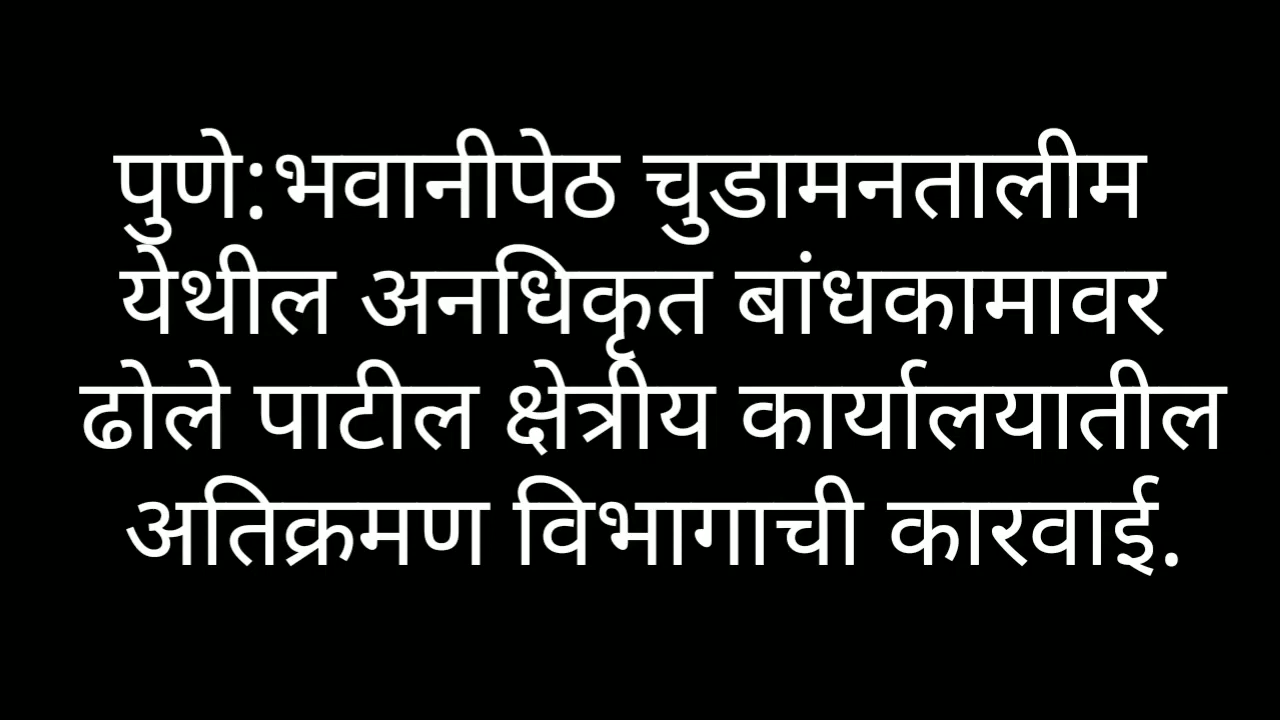 पुणे:भवानीपेठ चुडामनतालीम
येथील अनधिकृत बांधकामावर
ढोले पाटील क्षेत्रीय कार्यालयातील
अतिक्रमण विभागाची कारवाई.